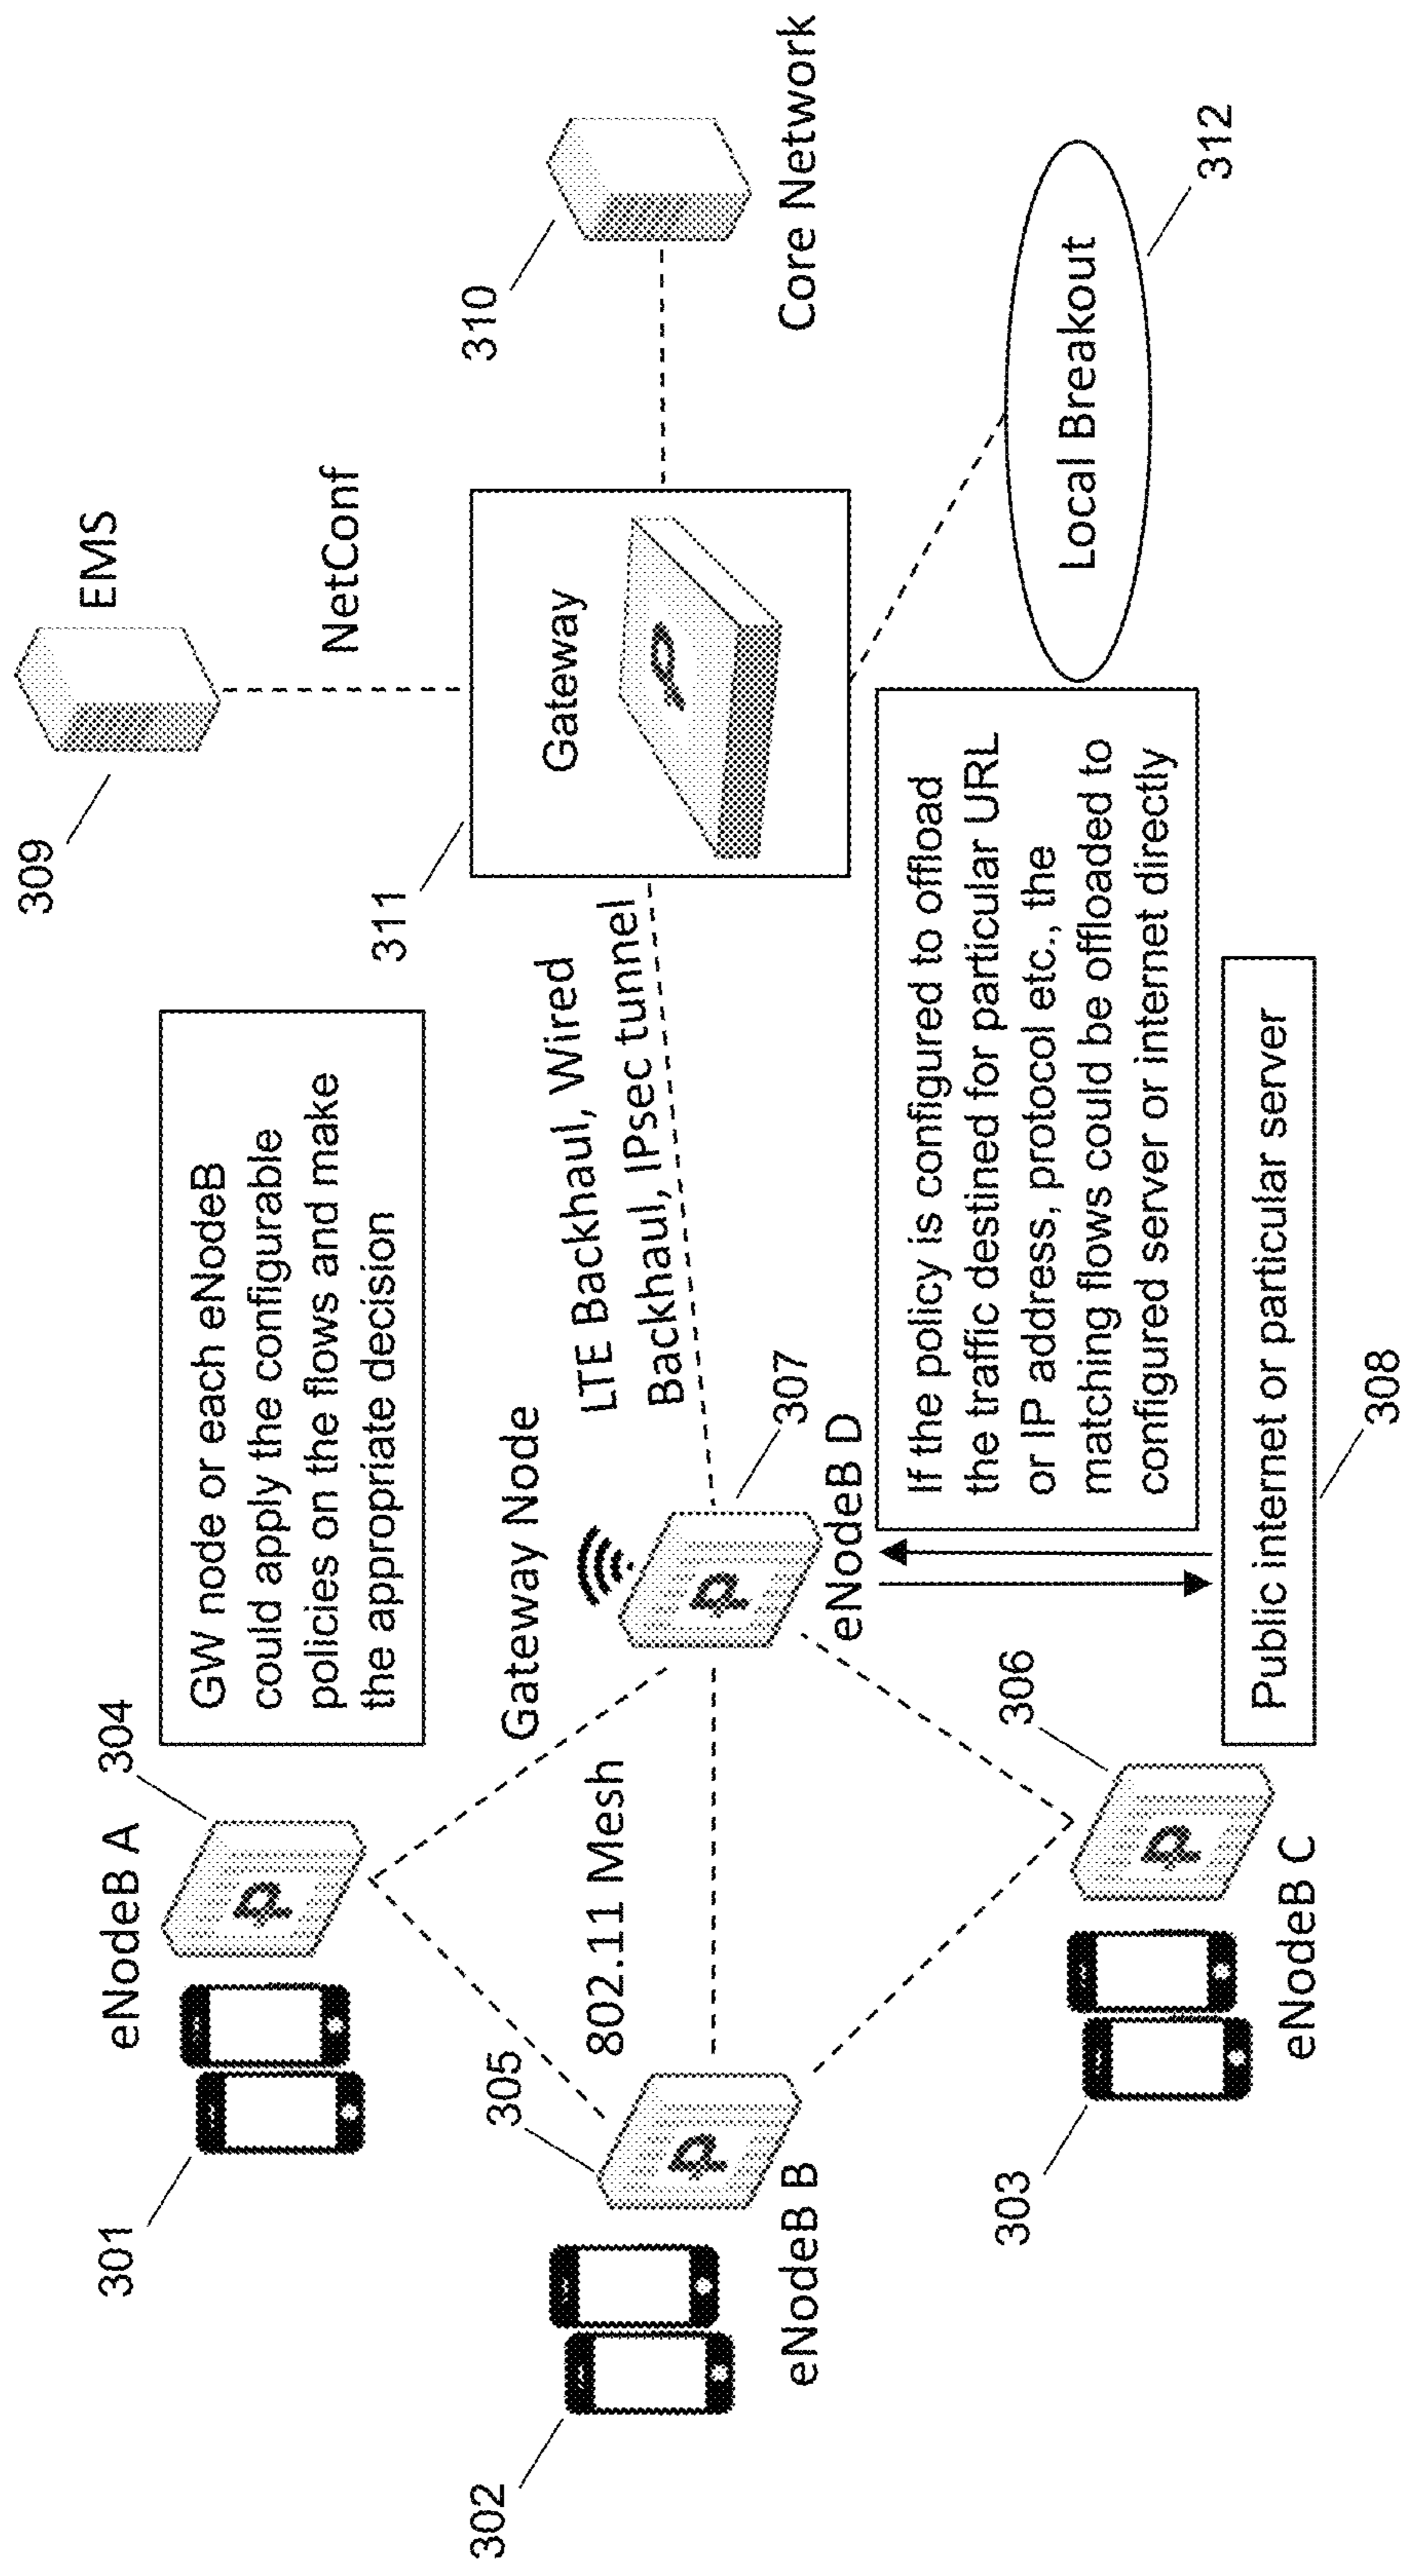 309
EMS
NetConf
310
Core Network
311
Gateway
312
Local Breakout
304
eNodeB A
301
GW node or each eNodeB
could apply the configurable
policies on the flows and make
the appropriate decision
Gateway Node
LTE Backhaul, Wired
Backhaul, IPsec tunnel
307
eNodeB D
802.11 Mesh
305
302
eNodeB B
306
303
eNodeB C
If the policy is configured to offload
the traffic destined for particular URL
or IP address, protocol etc., the
matching flows could be offloaded to
configured server or internet directly
Public internet or particular server
308